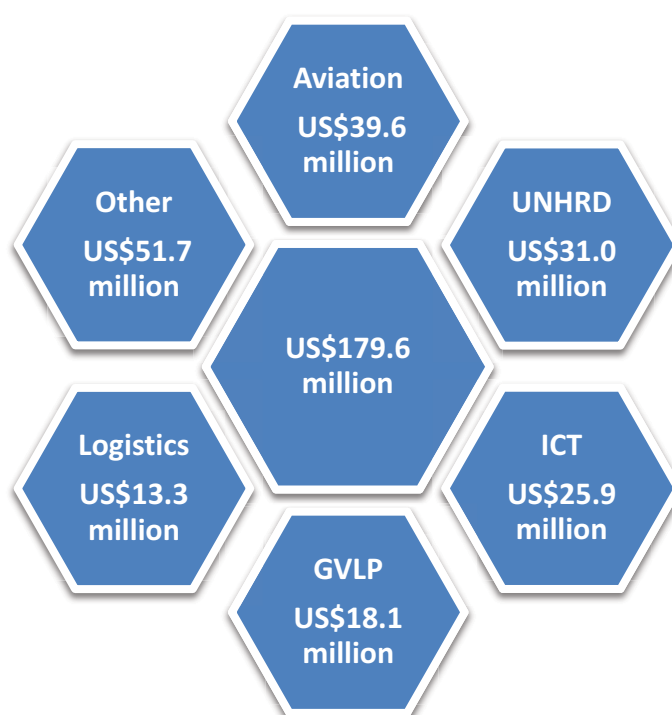 Aviation
US$39.6
million
Other
US$51.7
million
UNHRD
US$31.0
million
US$179.6
million
Logistics
US$13.3
million
ICT
US$25.9
million
GVLP
US$18.1
million